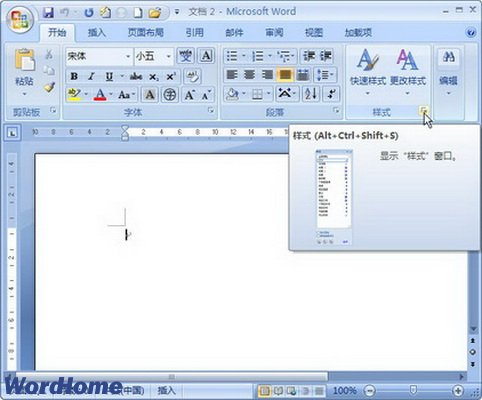 文档 2 - Microsoft Word
开始 插入 页面布局 引用 邮件 审阅 视图 加载项
宋体 小五
粘贴 快速样式 更改样式 编辑
剪贴板 字体 段落 样式
样式 (Alt+Ctrl+Shift+S)
显示 “样式” 窗口。
(中国) 100%
WordHome